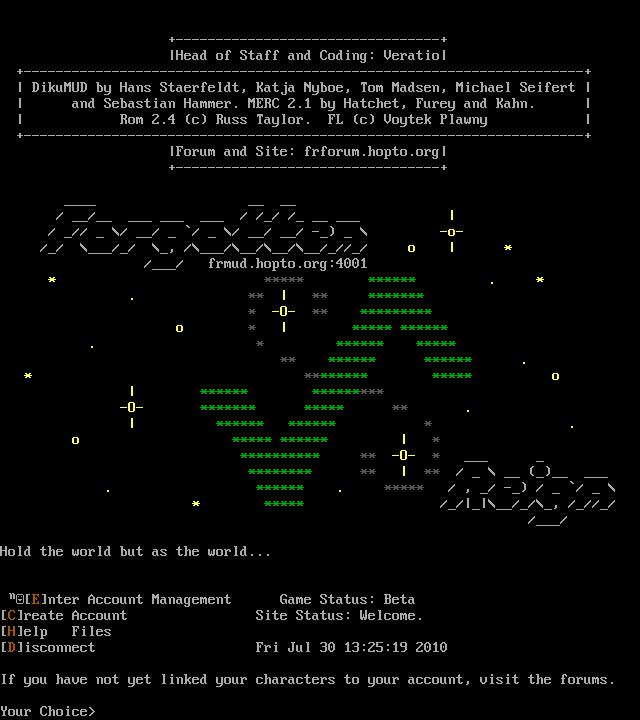 Head of Staff and Coding: Veratio
DikuMUD by Hans Staerfeldt, Katja Nyboe, Tom Madsen, Michael Seifert
and Sebastian Hammer. MERC 2.1 by Hatchet, Furey and Kahn.
Rom 2.4 (c) Russ Taylor.  FL (c) Voytek Plawny
Forum and Site: frforum.hopto.org
Forgotten
frmud.hopto.org:4001
Reign
Hold the world but as the world...
[E]nter Account Management      Game Status: Beta
[C]reate Account                Site Status: Welcome.
[H]elp   Files
[D]isconnect                    Fri Jul 30 13:25:19 2010
If you have not yet linked your characters to your account, visit the forums.
Your Choice>